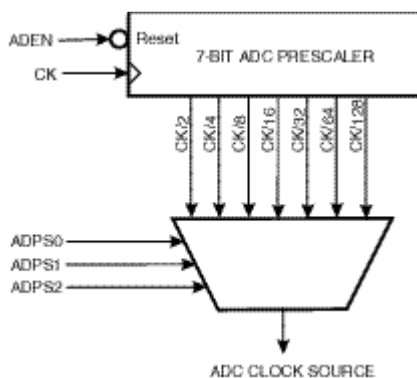 ADEN
Reset
7-BIT ADC PRESCALER
CK
CK/2
CK/4
CK/8
CK/16
CK/32
CK/64
CK/128
ADPS0
ADPS1
ADPS2
ADC CLOCK SOURCE